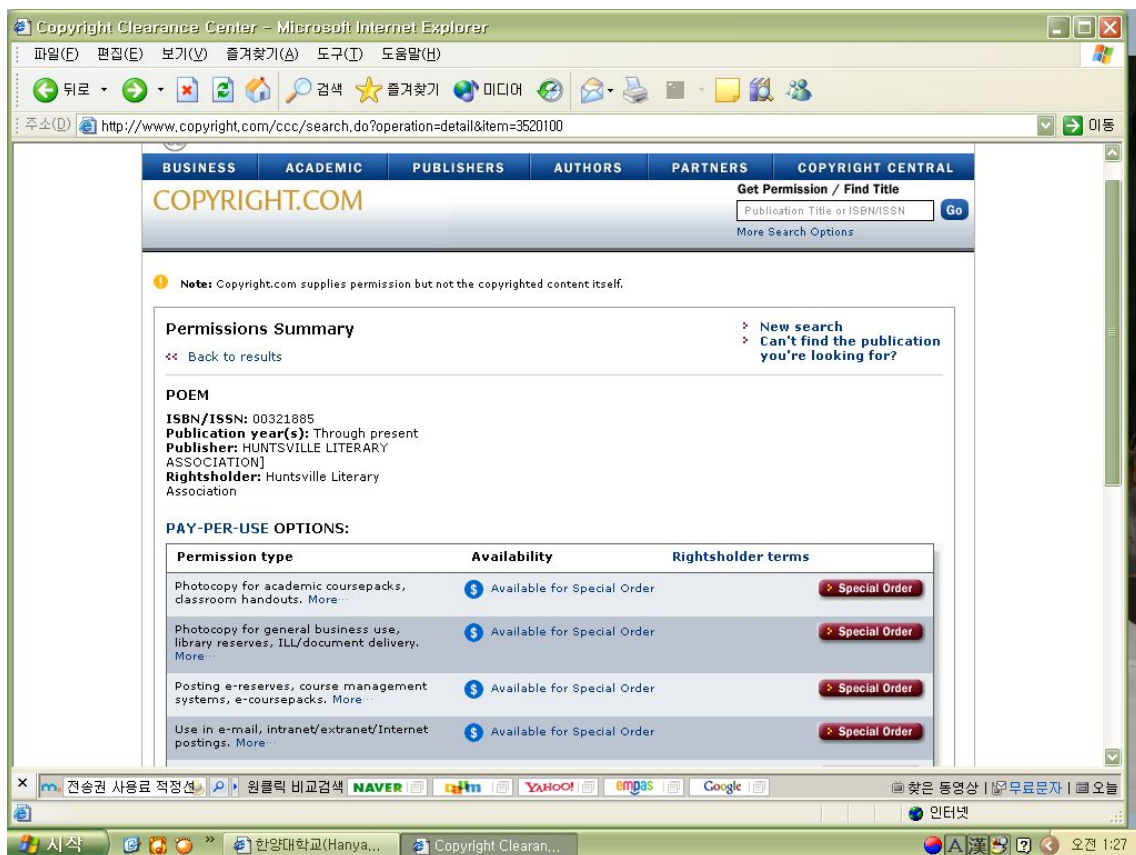 Copyright Clearance Center - Microsoft Internet Explorer
파일(F) 편집(E) 보기(V) 즐겨찾기(A) 도구(T) 도움말(H)
뒤로 검색 즐겨찾기 미디어
주소(D) http://www.copyright.com/ccc/search.do?operation=detail&item=3520100 이동
BUSINESS ACADEMIC PUBLISHERS AUTHORS PARTNERS COPYRIGHT CENTRAL
COPYRIGHT.COM
Get Permission / Find Title
Publication Title or ISBN/ISSN Go
More Search Options
Note: Copyright.com supplies permission but not the copyrighted content itself.
Permissions Summary
<< Back to results
New search
Can't find the publication
you're looking for?
POEM
ISBN/ISSN: 00321885
Publication year(s): Through present
Publisher: HUNTSVILLE LITERARY
ASSOCIATION]
Rightsholder: Huntsville Literary
Association
PAY-PER-USE OPTIONS:
Permission type Availability Rightsholder terms
Photocopy for academic coursepacks,
classroom handouts. More...
$ Available for Special Order Special Order
Photocopy for general business use,
library reserves, ILL/document delivery.
More...
$ Available for Special Order Special Order
Posting e-reserves, course management
systems, e-coursepacks. More...
$ Available for Special Order Special Order
Use in e-mail, intranet/extranet/Internet
postings. More...
$ Available for Special Order Special Order
전송권 사용료 적정선 원클릭 비교검색 NAVER Daum YAHOO! empas Google 찾은 동영상 | 무료문자 | 오늘
인터넷
시작 한양대학교(Hanya... Copyright Clearan... A 漢 오전 1:27